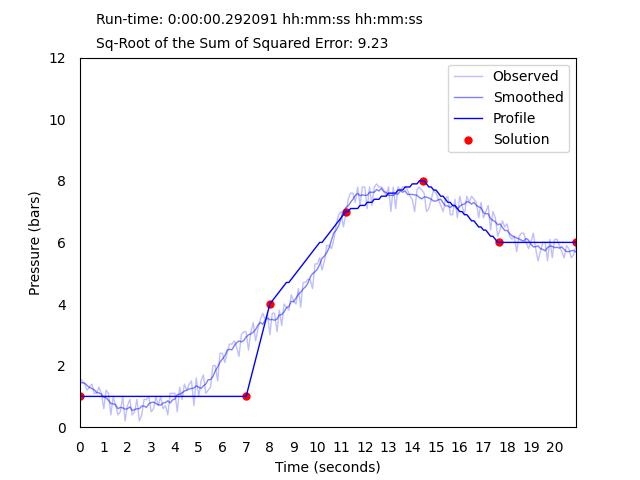 Run-time: 0:00:00.292091 hh:mm:ss hh:mm:ss
Sq-Root of the Sum of Squared Error: 9.23
12
10
8
6
4
2
0
Pressure (bars)
Observed
Smoothed
Profile
Solution
0 1 2 3 4 5 6 7 8 9 10 11 12 13 14 15 16 17 18 19 20
Time (seconds)